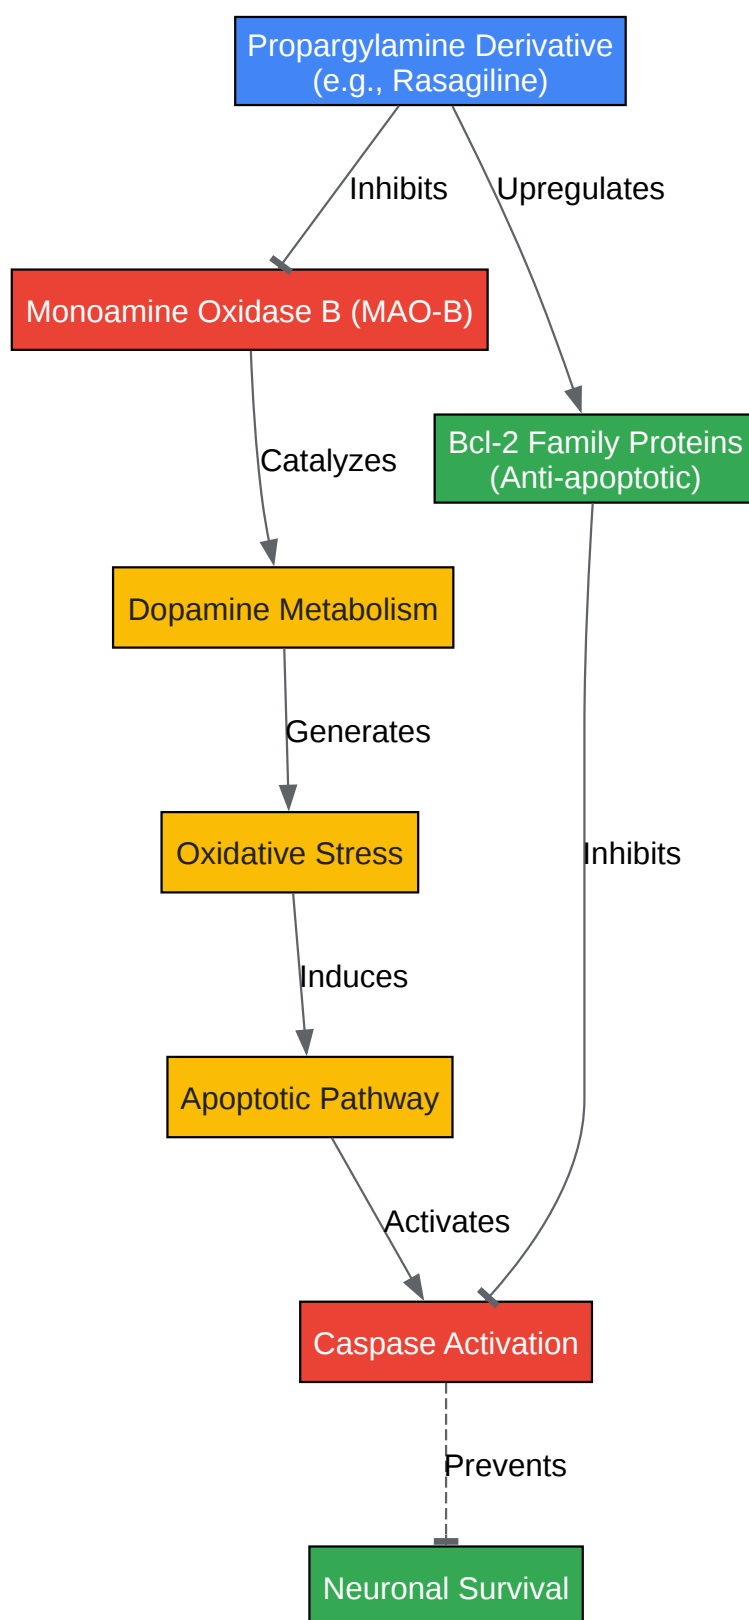 Propargylamine Derivative
(e.g., Rasagiline)
Inhibits
Upregulates
Monoamine Oxidase B (MAO-B)
Catalyzes
Bcl-2 Family Proteins
(Anti-apoptotic)
Dopamine Metabolism
Generates
Oxidative Stress
Inhibits
Induces
Apoptotic Pathway
Activates
Caspase Activation
Prevents
Neuronal Survival